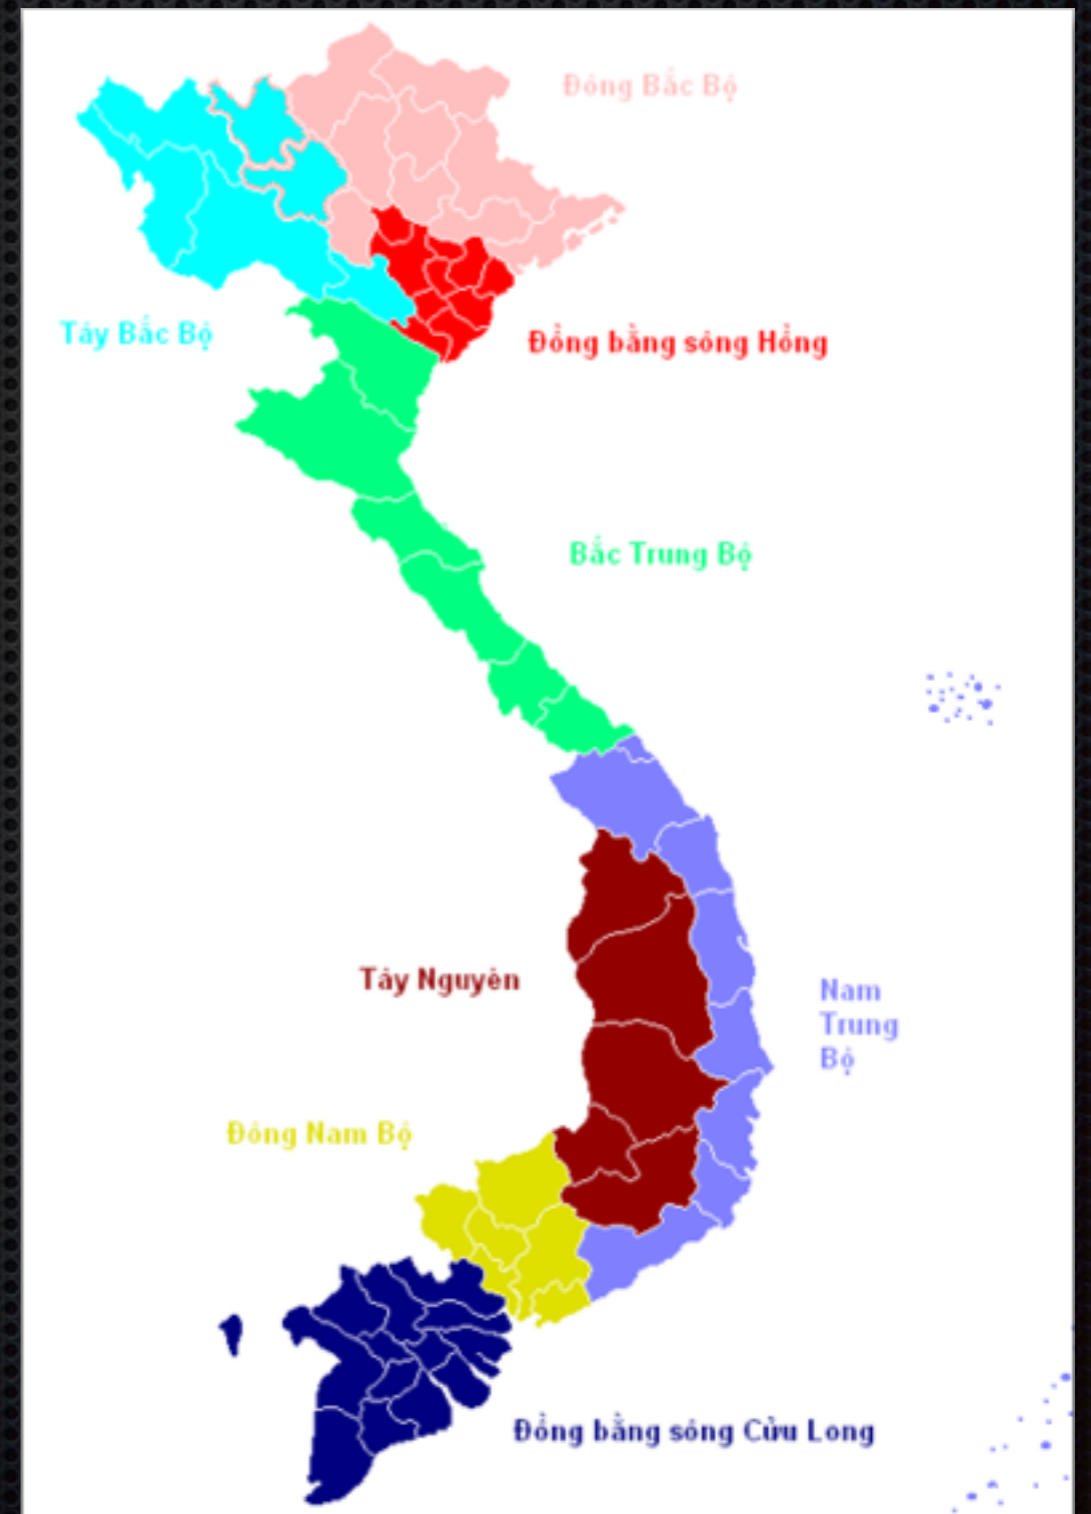 Đông Bắc Bộ
Tây Bắc Bộ
Đồng bằng sông Hồng
Bắc Trung Bộ
Tây Nguyên
Nam
Trung
Bộ
Đông Nam Bộ
Đồng bằng sông Cửu Long